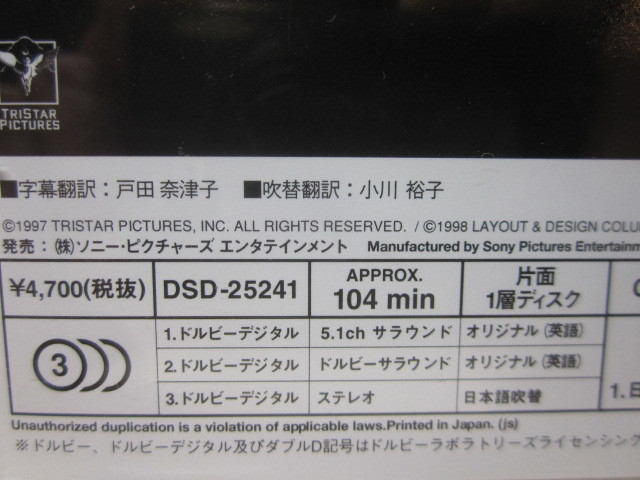 TRISTAR
PICTURES
■字幕翻訳：戸田 奈津子 ■吹替翻訳：小川 裕子
©1997 TRISTAR PICTURES, INC. ALL RIGHTS RESERVED. / ©1998 LAYOUT & DESIGN COLU
発売：(株)ソニー・ピクチャーズ エンタテインメント Manufactured by Sony Pictures Entertainm
¥4,700(税抜) DSD-25241 APPROX. 104 min 片面 1層ディスク
3
1.ドルビーデジタル 5.1ch サラウンド オリジナル(英語)
2.ドルビーデジタル ドルビーサラウンド オリジナル(英語)
3.ドルビーデジタル ステレオ 日本語吹替 1.日
Unauthorized duplication is a violation of applicable laws.Printed in Japan. (js)
※ドルビー、ドルビーデジタル及びダブルD記号はドルビーラボラトリーズライセンシング